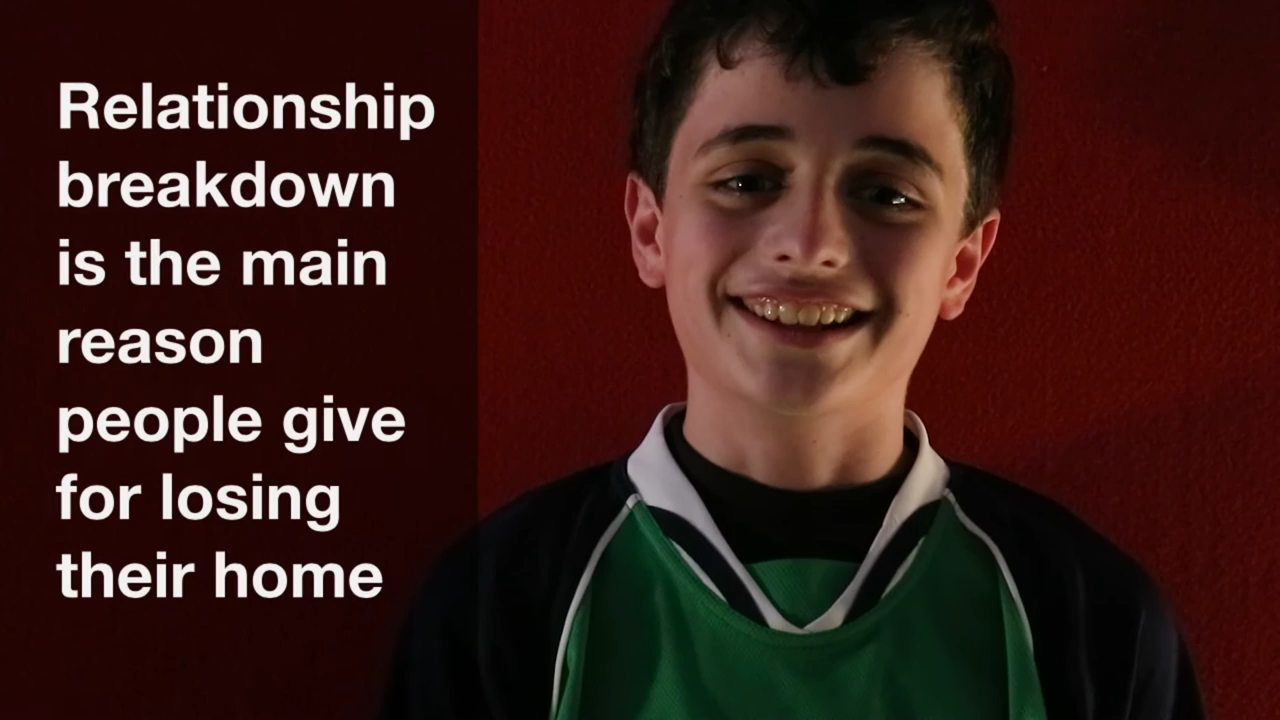 Relationship
breakdown
is the main
reason
people give
for losing
their home